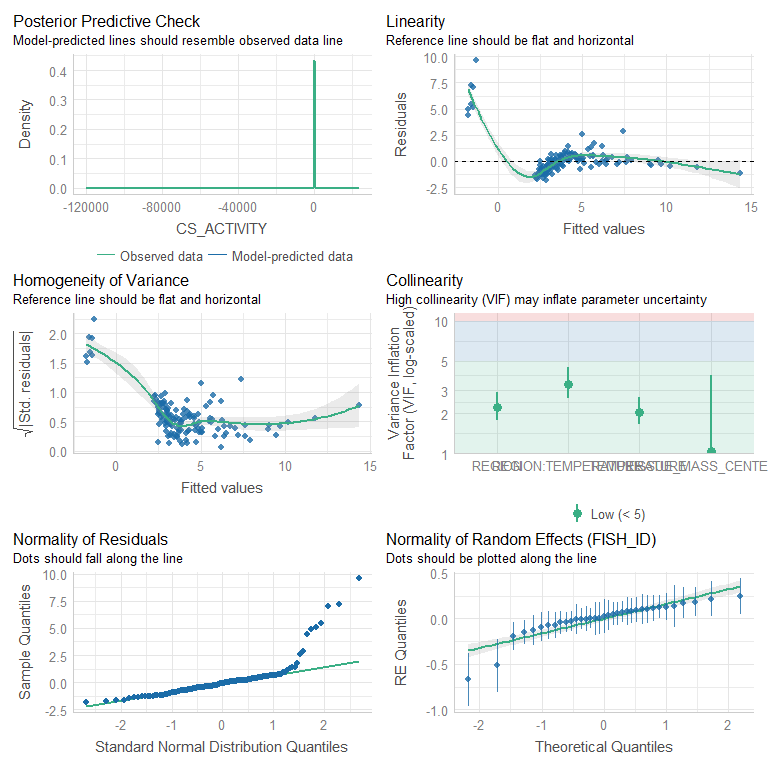 Posterior Predictive Check
Model-predicted lines should resemble observed data line
Density
0.4
0.3
0.2
0.1
0.0
-120000
-80000
-40000
0
CS_ACTIVITY
Observed data
Model-predicted data
Linearity
Reference line should be flat and horizontal
Residuals
10.0
7.5
5.0
2.5
0.0
-2.5
0
5
10
15
Fitted values
Homogeneity of Variance
Reference line should be flat and horizontal
√|Std. residuals|
2.0
1.5
1.0
0.5
0.0
0
5
10
15
Fitted values
Collinearity
High collinearity (VIF) may inflate parameter uncertainty
Variance Inflation
Factor (VIF, log-scaled)
10
5
3
2
1
Low (< 5)
Normality of Residuals
Dots should fall along the line
Sample Quantiles
10.0
7.5
5.0
2.5
0.0
-2.5
-2
-1
0
1
2
Standard Normal Distribution Quantiles
Normality of Random Effects (FISH_ID)
Dots should be plotted along the line
RE Quantiles
0.5
0.0
-0.5
-1.0
-2
-1
0
1
2
Theoretical Quantiles